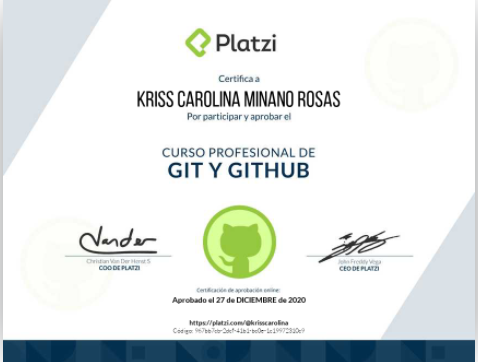 Platzi
Certifica a
KRISS CAROLINA MINANO ROSAS
Por participar y aprobar el
CURSO PROFESIONAL DE
GIT Y GITHUB
Christian Van Der Henst S
COO DE PLATZI
John Freddy Vega
CEO DE PLATZI
Certificación de aprobación online:
Aprobado el 27 de DICIEMBRE de 2020
https://platzi.com/@krisscarolina
Código: